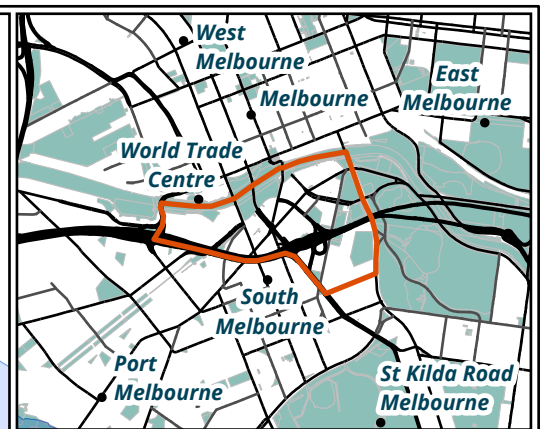 West
Melbourne
East
Melbourne
Melbourne
World Trade
Centre
South
Melbourne
Port
Melbourne
St Kilda Road
Melbourne